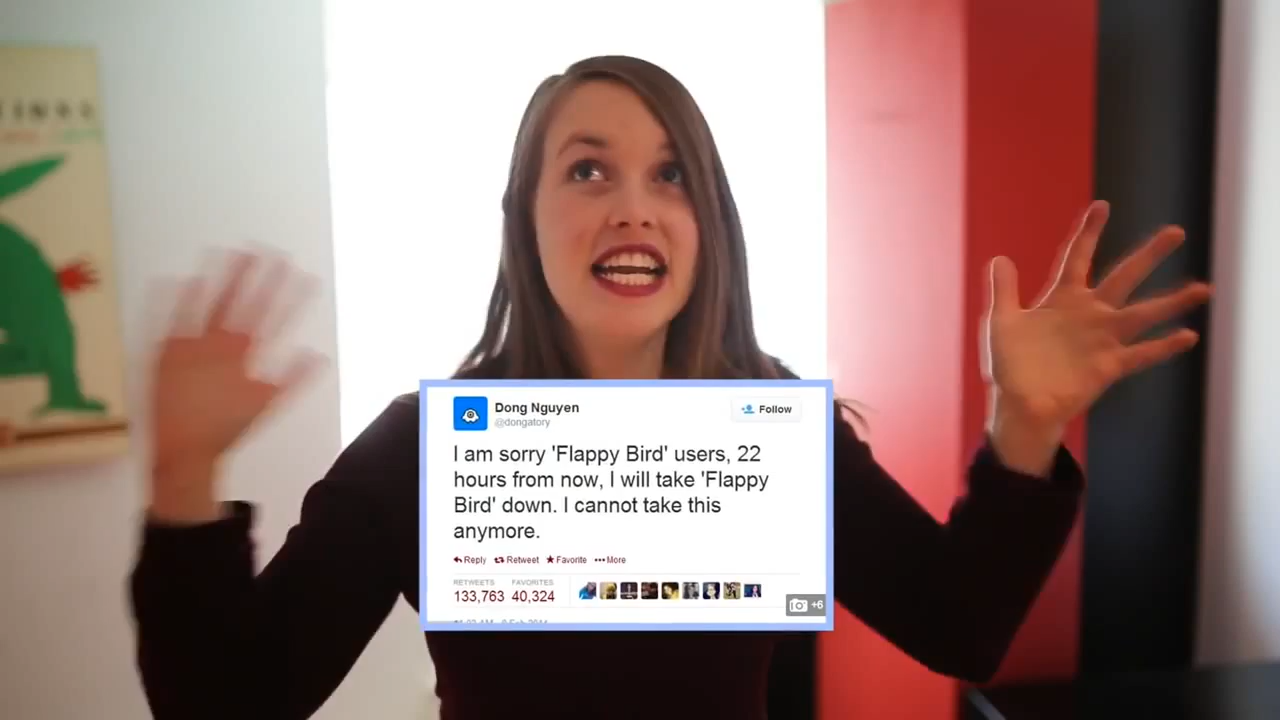 Dong Nguyen
@dongatory
Follow
I am sorry 'Flappy Bird' users, 22
hours from now, I will take 'Flappy
Bird' down. I cannot take this
anymore.
Reply Retweet Favorite More
RETWEETS FAVORITES
133,763 40,324
+6